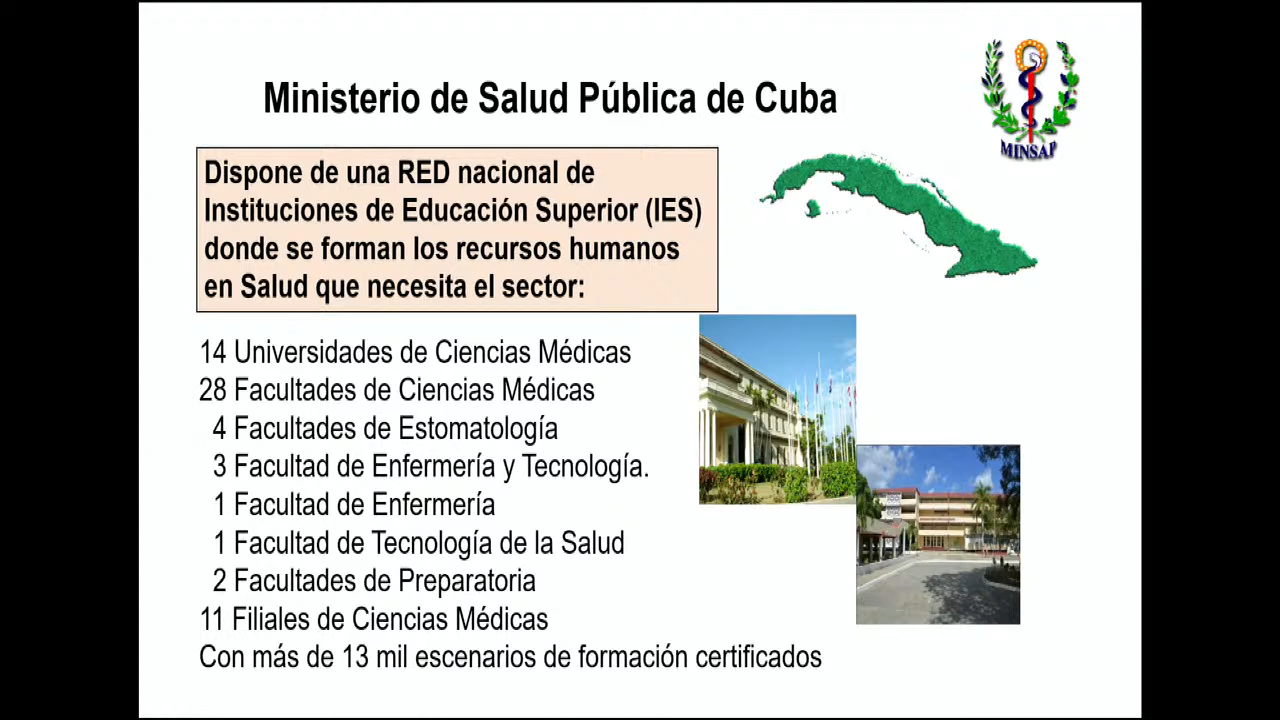 Ministerio de Salud Pública de Cuba
MINSAP
Dispone de una RED nacional de
Instituciones de Educación Superior (IES)
donde se forman los recursos humanos
en Salud que necesita el sector:
14 Universidades de Ciencias Médicas
28 Facultades de Ciencias Médicas
4 Facultades de Estomatología
3 Facultad de Enfermería y Tecnología.
1 Facultad de Enfermería
1 Facultad de Tecnología de la Salud
2 Facultades de Preparatoria
11 Filiales de Ciencias Médicas
Con más de 13 mil escenarios de formación certificados